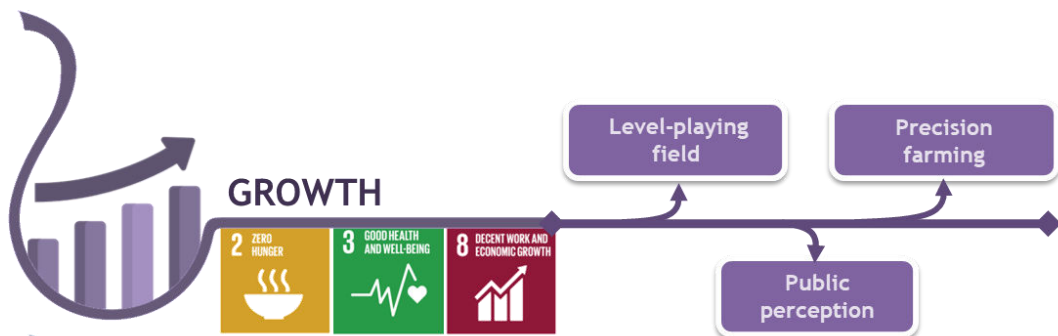 GROWTH
2 ZERO
HUNGER
3 GOOD HEALTH
AND WELL-BEING
8 DECENT WORK AND
ECONOMIC GROWTH
Level-playing
field
Precision
farming
Public
perception